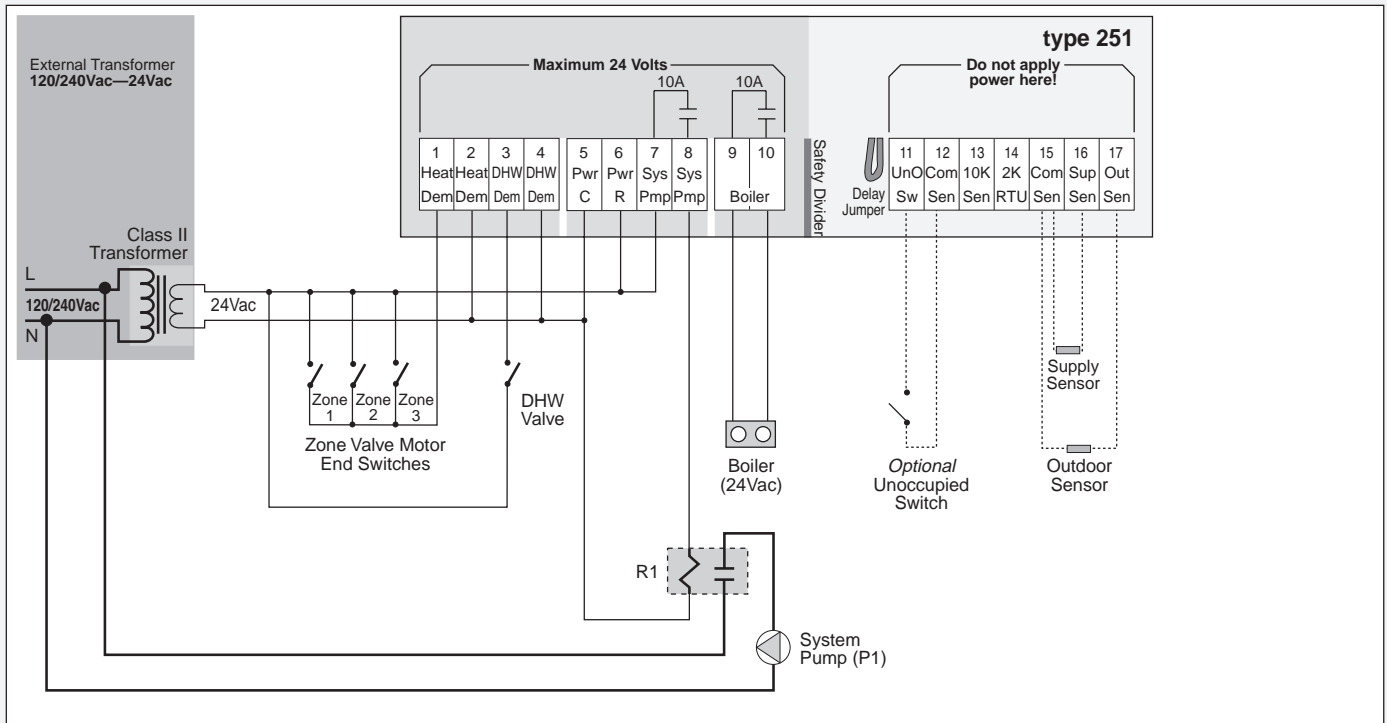 type 251
External Transformer
120/240Vac—24Vac
Maximum 24 Volts
Do not apply
power here!
10A
10A
1
Heat
Dem
2
Heat
Dem
3
DHW
Dem
4
DHW
Dem
5
Pwr
C
6
Pwr
R
7
Sys
Pmp
8
Sys
Pmp
9
10
Boiler
Safety Divider
Delay
Jumper
11
UnO
Sw
12
Com
Sen
13
10K
Sen
14
2K
RTU
15
Com
Sen
16
Sup
Sen
17
Out
Sen
Class II
Transformer
L
120/240Vac
N
24Vac
Zone
1
Zone
2
Zone
3
Zone Valve Motor
End Switches
DHW
Valve
Boiler
(24Vac)
Optional
Unoccupied
Switch
Supply
Sensor
Outdoor
Sensor
R1
System
Pump (P1)